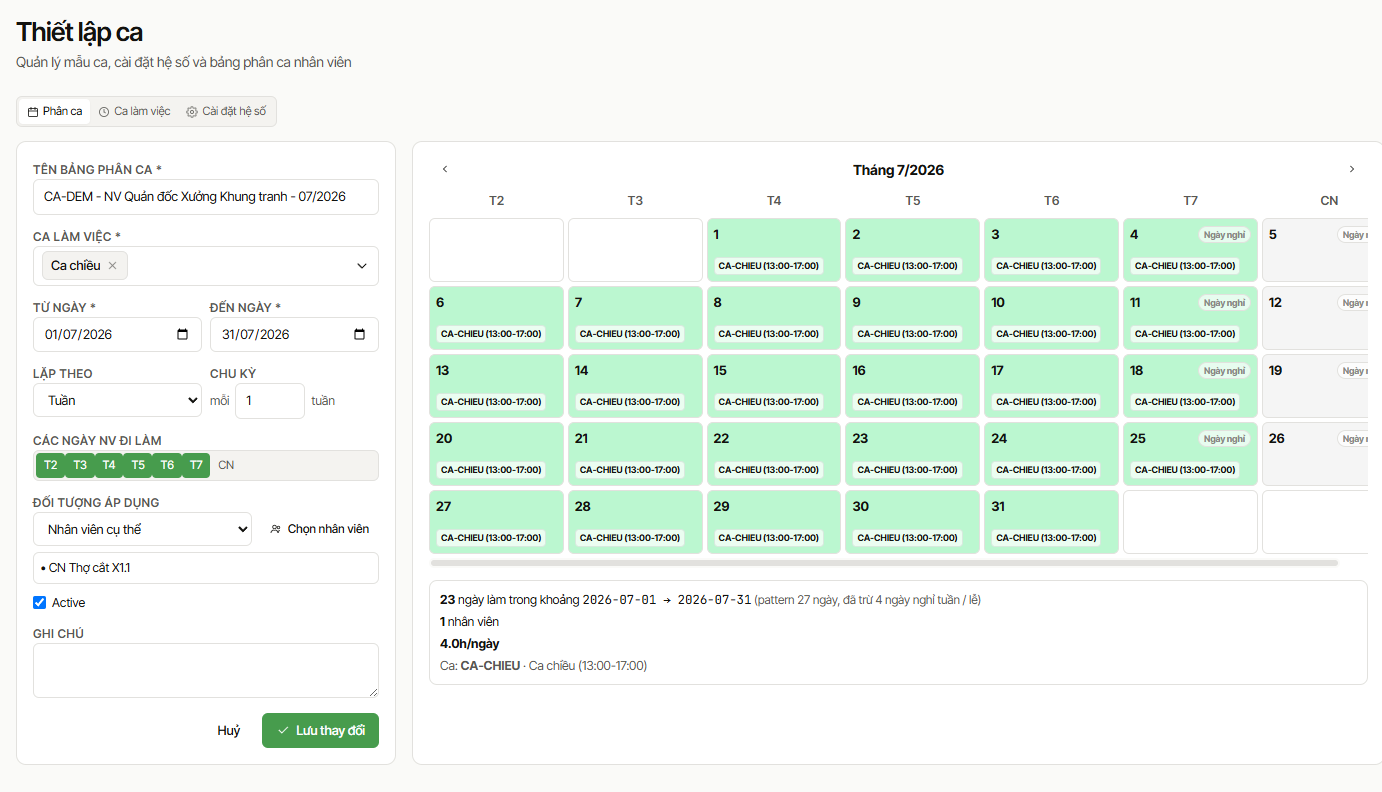 Thiết lập ca
Quản lý mẫu ca, cài đặt hệ số và bảng phân ca nhân viên
Phân ca Ca làm việc Cài đặt hệ số
TÊN BẢNG PHÂN CA *
CA-DEM - NV Quản đốc Xưởng Khung tranh - 07/2026
CA LÀM VIỆC *
Ca chiều ×
TỪ NGÀY * ĐẾN NGÀY *
01/07/2026 31/07/2026
LẶP THEO CHU KỲ
Tuần mỗi 1 tuần
CÁC NGÀY NV ĐI LÀM
T2 T3 T4 T5 T6 T7 CN
ĐỐI TƯỢNG ÁP DỤNG
Nhân viên cụ thể Chọn nhân viên
• CN Thợ cắt X1.1
Active
GHI CHÚ
Huỷ Lưu thay đổi
‹ Tháng 7/2026 ›
T2 T3 T4 T5 T6 T7 CN
1 2 3 4 Ngày nghỉ 5 Ngày
CA-CHIEU (13:00-17:00) CA-CHIEU (13:00-17:00) CA-CHIEU (13:00-17:00) CA-CHIEU (13:00-17:00)
6 7 8 9 10 11 Ngày nghỉ 12 Ngày
CA-CHIEU (13:00-17:00) CA-CHIEU (13:00-17:00) CA-CHIEU (13:00-17:00) CA-CHIEU (13:00-17:00) CA-CHIEU (13:00-17:00) CA-CHIEU (13:00-17:00)
13 14 15 16 17 18 Ngày nghỉ 19 Ngày
CA-CHIEU (13:00-17:00) CA-CHIEU (13:00-17:00) CA-CHIEU (13:00-17:00) CA-CHIEU (13:00-17:00) CA-CHIEU (13:00-17:00) CA-CHIEU (13:00-17:00)
20 21 22 23 24 25 Ngày nghỉ 26 Ngày
CA-CHIEU (13:00-17:00) CA-CHIEU (13:00-17:00) CA-CHIEU (13:00-17:00) CA-CHIEU (13:00-17:00) CA-CHIEU (13:00-17:00) CA-CHIEU (13:00-17:00)
27 28 29 30 31
CA-CHIEU (13:00-17:00) CA-CHIEU (13:00-17:00) CA-CHIEU (13:00-17:00) CA-CHIEU (13:00-17:00) CA-CHIEU (13:00-17:00)
23 ngày làm trong khoảng 2026-07-01 → 2026-07-31 (pattern 27 ngày, đã trừ 4 ngày nghỉ tuần / lễ)
1 nhân viên
4.0h/ngày
Ca: CA-CHIEU · Ca chiều (13:00-17:00)